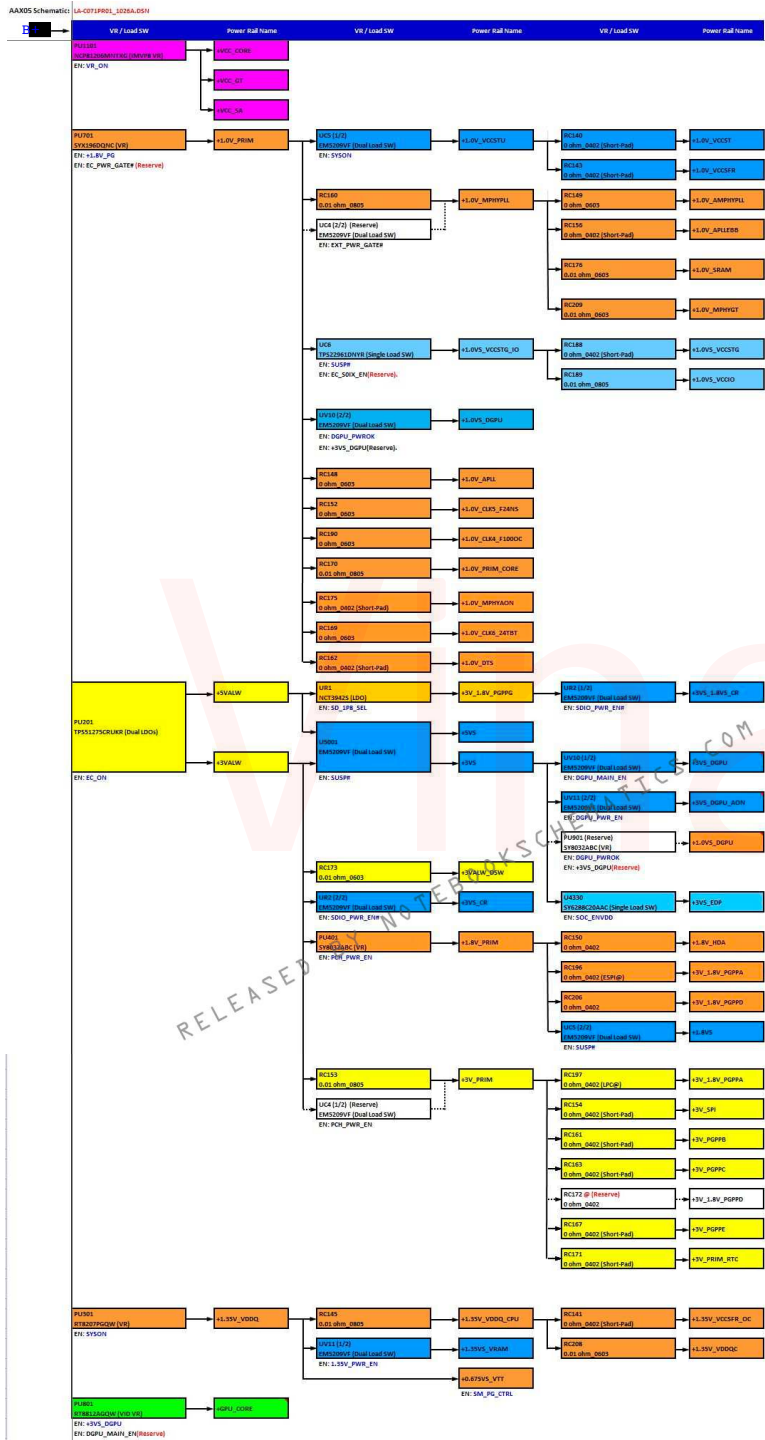 AAX05 Schematic: LA-C071PR01_1026A.DSN
B+
VR / Load SW
Power Rail Name
VR / Load SW
Power Rail Name
VR / Load SW
Power Rail Name
PU1101
EN: VR_ON
+VCC_CORE
+VCC_GT
+VCC_SA
PU701
SYX196DQNC (VR)
EN: +1.8V_PG
EN: EC_PWR_GATE# (Reserve)
+1.0V_PRIM
UC5 (1/2)
EM5209VF (Dual Load SW)
EN: SYSON
+1.0V_VCCSTU
RC140
0 ohm_0402 (Short-Pad)
+1.0V_VCCST
RC143
0 ohm_0402 (Short-Pad)
+1.0V_VCCSFR
RC160
0.01 ohm_0805
+1.0V_MPHYPLL
UC4 (2/2) (Reserve)
EM5209VF (Dual Load SW)
EN: EXT_PWR_GATE#
RC149
0 ohm_0603
+1.0V_AMPHYPLL
RC156
0 ohm_0402 (Short-Pad)
+1.0V_APLLEBB
RC176
0.01 ohm_0603
+1.0V_SRAM
RC209
0.01 ohm_0603
+1.0V_MPHYGT
UC6
TPS22961DNYR (Single Load SW)
EN: SUSP#
EN: EC_S0IX_EN(Reserve).
+1.0VS_VCCSTG_IO
RC188
0 ohm_0402 (Short-Pad)
+1.0VS_VCCSTG
RC189
0.01 ohm_0805
+1.0VS_VCCIO
UV10 (2/2)
EM5209VF (Dual Load SW)
EN: DGPU_PWROK
EN: +3VS_DGPU(Reserve).
+1.0VS_DGPU
RC148
0 ohm_0603
+1.0V_APLL
RC152
0 ohm_0603
+1.0V_CLK5_F24NS
RC190
0 ohm_0603
+1.0V_CLK4_F100OC
RC170
0.01 ohm_0805
+1.0V_PRIM_CORE
RC175
0 ohm_0402 (Short-Pad)
+1.0V_MPHYAON
RC169
0 ohm_0603
+1.0V_CLK6_24TBT
RC162
0 ohm_0402 (Short-Pad)
+1.0V_DTS
PU201
TPS51275CRUKR (Dual LDOs)
EN: EC_ON
+5VALW
+3VALW
UR1
NCT3942S (LDO)
EN: SD_1P8_SEL
+3V_1.8V_PGPPG
UR2 (1/2)
EM5209VF (Dual Load SW)
EN: SDIO_PWR_EN#
+3VS_1.8VS_CR
U5001
EM5209VF (Dual Load SW)
EN: SUSP#
+5VS
+3VS
UV10 (1/2)
EM5209VF (Dual Load SW)
EN: DGPU_MAIN_EN
+3VS_DGPU
UV11 (2/2)
EM5209VF (Dual Load SW)
EN: DGPU_PWR_EN
+3VS_DGPU_AON
PU901 (Reserve)
SY8032ABC (VR)
EN: DGPU_PWROK
EN: +3VS_DGPU(Reserve)
+1.0VS_DGPU
RC173
0.01 ohm_0603
+3VALW_DSW
UR2 (2/2)
EM5209VF (Dual Load SW)
EN: SDIO_PWR_EN#
+3VS_CR
U4330
SY6288C20AAC (Single Load SW)
EN: SOC_ENVDD
+3VS_EDP
PU401
SY8032ABC (VR)
EN: PCH_PWR_EN
+1.8V_PRIM
RC150
0 ohm_0402
+1.8V_HDA
RC196
0 ohm_0402 (ESPI@)
+3V_1.8V_PGPPA
RC206
0 ohm_0402
+3V_1.8V_PGPPD
UC5 (2/2)
EM5209VF (Dual Load SW)
EN: SUSP#
+1.8VS
RC153
0.01 ohm_0805
+3V_PRIM
UC4 (1/2) (Reserve)
EM5209VF (Dual Load SW)
EN: PCH_PWR_EN
RC197
0 ohm_0402 (LPC@)
+3V_1.8V_PGPPA
RC154
0 ohm_0402 (Short-Pad)
+3V_SPI
RC161
0 ohm_0402 (Short-Pad)
+3V_PGPPB
RC163
0 ohm_0402 (Short-Pad)
+3V_PGPPC
RC172 @ (Reserve)
0 ohm_0402
+3V_1.8V_PGPPD
RC167
0 ohm_0402 (Short-Pad)
+3V_PGPPE
RC171
0 ohm_0402 (Short-Pad)
+3V_PRIM_RTC
PU501
RT8207PGQW (VR)
EN: SYSON
+1.35V_VDDQ
RC145
0.01 ohm_0805
+1.35V_VDDQ_CPU
RC141
0 ohm_0402 (Short-Pad)
+1.35V_VCCSFR_OC
UV11 (1/2)
EM5209VF (Dual Load SW)
EN: 1.35V_PWR_EN
+1.35VS_VRAM
RC208
0.01 ohm_0603
+1.35V_VDDQC
+0.675VS_VTT
EN: SM_PG_CTRL
PU801
RT8812AGQW (VID VR)
EN: +3VS_DGPU
EN: DGPU_MAIN_EN(Reserve)
+GPU_CORE
RELEASED BY NOTEBOOKSCHEMATICS.COM
Vin